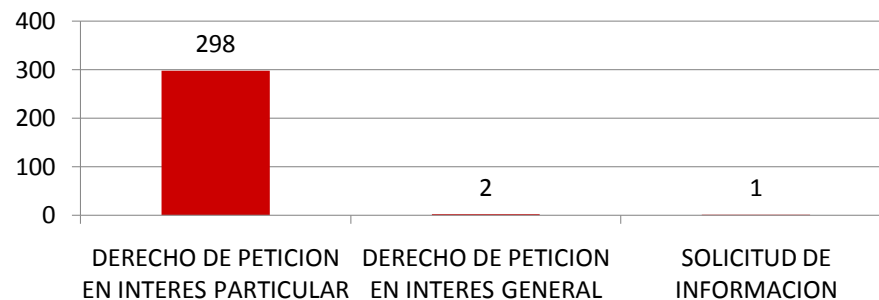 400
300
200
100
0
298
2
1
DERECHO DE PETICION
EN INTERES PARTICULAR
DERECHO DE PETICION
EN INTERES GENERAL
SOLICITUD DE
INFORMACION